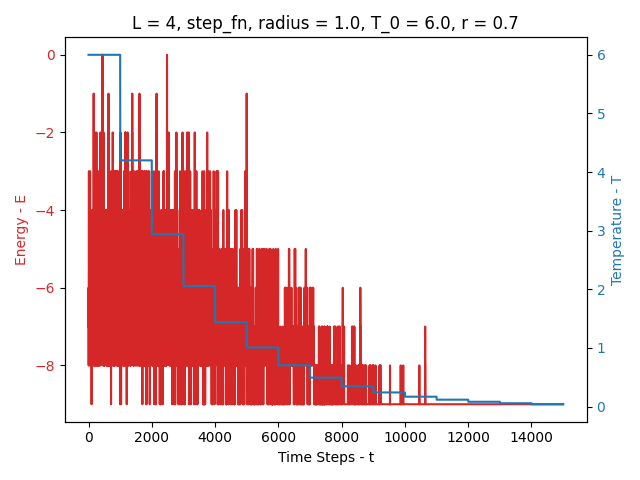 L = 4, step_fn, radius = 1.0, T_0 = 6.0, r = 0.7
Energy - E
0
−2
−4
−6
−8
6
5
4
3
2
1
0
Temperature - T
0 2000 4000 6000 8000 10000 12000 14000
Time Steps - t